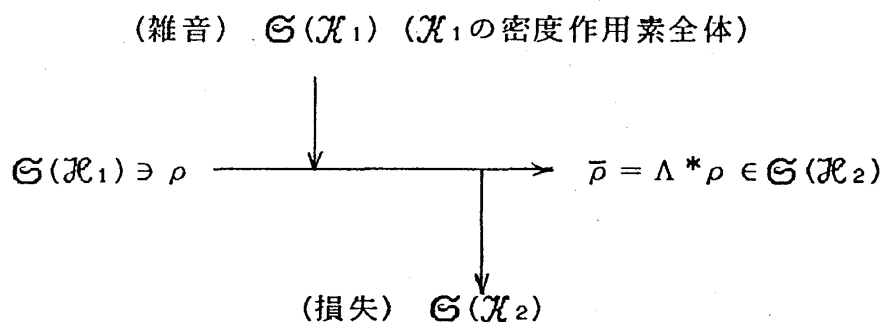 (雑音) 𝔖(𝒦₁) (𝒦₁の密度作用素全体)
𝔖(ℋ₁)∋ρ → ρ̄ = Λ*ρ ∈ 𝔖(ℋ₂)
(損失) 𝔖(𝒦₂)